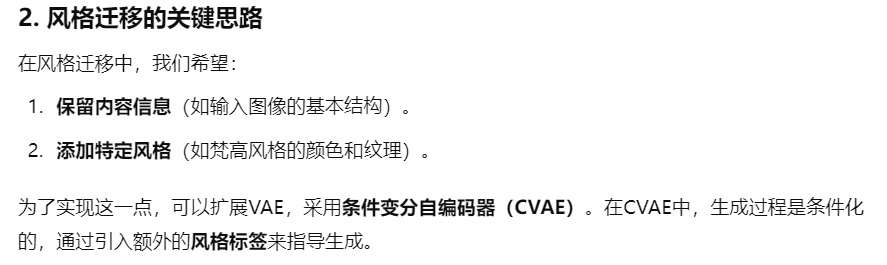 2. 风格迁移的关键思路
在风格迁移中，我们希望：
1. 保留内容信息（如输入图像的基本结构）。
2. 添加特定风格（如梵高风格的颜色和纹理）。
为了实现这一点，可以扩展VAE，采用条件变分自编码器（CVAE）。在CVAE中，生成过程是条件化
的，通过引入额外的风格标签来指导生成。